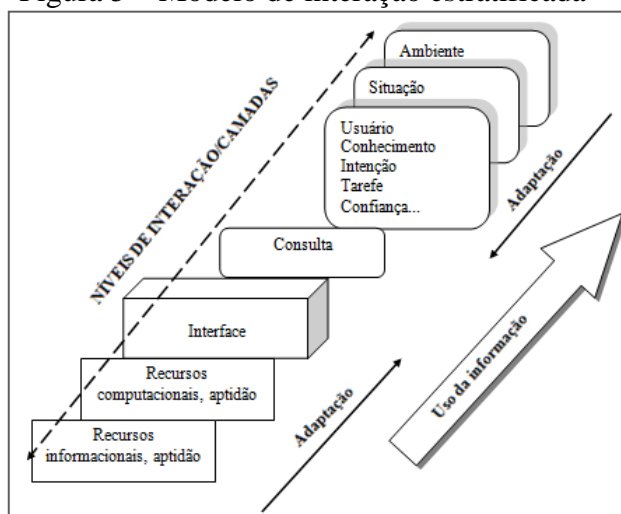 Figura 3 – Modelo de interação estratificada
Ambiente
Situação
Usuário
Conhecimento
Intenção
Tarefe
Confiança...
NÍVEIS DE INTERAÇÃO/CAMADAS
Adaptação
Consulta
Interface
Uso da informação
Recursos
computacionais, aptidão
Adaptação
Recursos
informacionais, aptidão